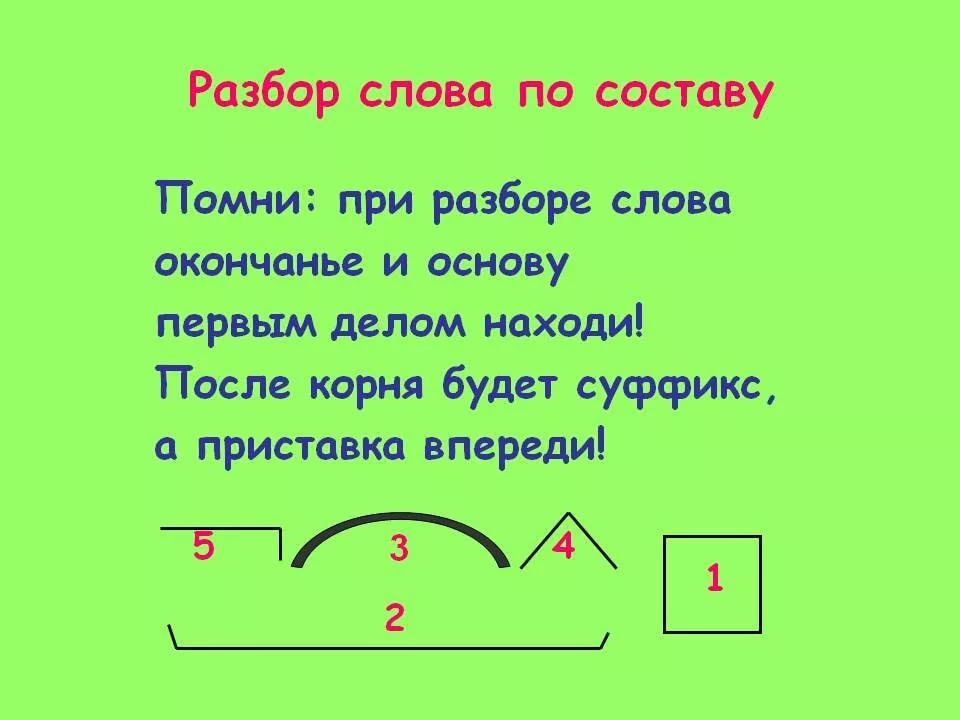 Разбор слова по составу
Помни: при разборе слова
окончанье и основу
первым делом находи!
После корня будет суффикс,
а приставка впереди!
5 3 4 1
2